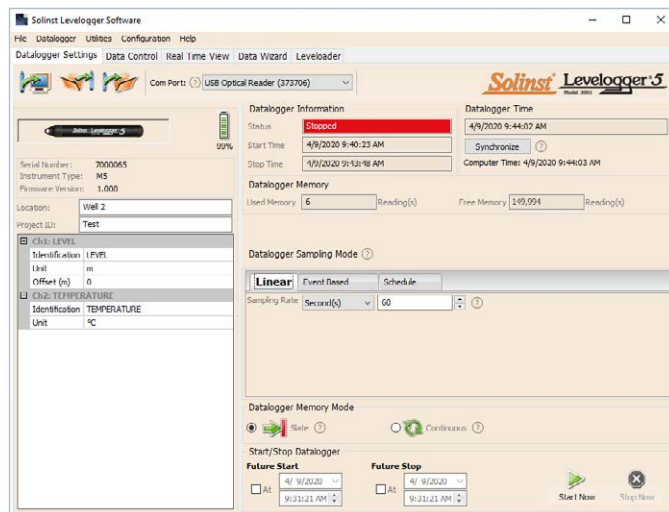 Solinst Levelogger Software
File Datalogger Utilities Configuration Help
Datalogger Settings Data Control Real Time View Data Wizard Leveloader
Com Port: ? USB Optical Reader (373706)
Solinst Levelogger 5
Model 3001
Solinst Levelogger 5
99%
Serial Number: 7000065
Instrument Type: M5
Firmware Version: 1.000
Location: Well 2
Project ID: Test
Ch1: LEVEL
Identification LEVEL
Unit m
Offset (m) 0
Ch2: TEMPERATURE
Identification TEMPERATURE
Unit ºC
Datalogger Information
Status Stopped
Start Time 4/9/2020 9:40:23 AM
Stop Time 4/9/2020 9:43:48 AM
Datalogger Time
4/9/2020 9:44:02 AM
Synchronize ?
Computer Time: 4/9/2020 9:44:03 AM
Datalogger Memory
Used Memory 6 Reading(s) Free Memory 149,994 Reading(s)
Datalogger Sampling Mode ?
Linear Event Based Schedule
Sampling Rate Second(s) 60 ?
Datalogger Memory Mode
Slate ? Continuous ?
Start/Stop Datalogger
Future Start Future Stop
At 4/ 9/2020 At 4/ 9/2020
9:31:21 AM 9:31:21 AM
Start Now Stop Now